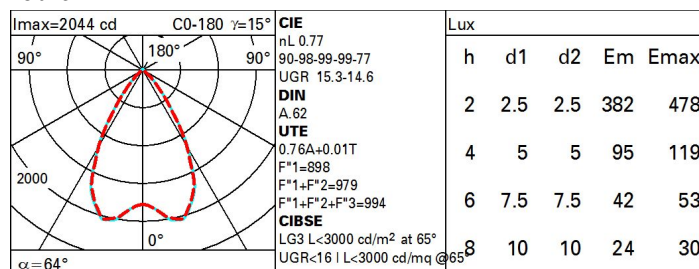 Imax=2044 cd C0-180 γ=15°
180°
90° 90°
2000
0°
α=64°
CIE
nL 0.77
90-98-99-99-77
UGR 15.3-14.6
DIN
A.62
UTE
0.76A+0.01T
F"1=898
F"1+F"2=979
F"1+F"2+F"3=994
CIBSE
LG3 L<3000 cd/m² at 65°
UGR<16 | L<3000 cd/mq @65°
Lux
h d1 d2 Em Emax
2 2.5 2.5 382 478
4 5 5 95 119
6 7.5 7.5 42 53
8 10 10 24 30